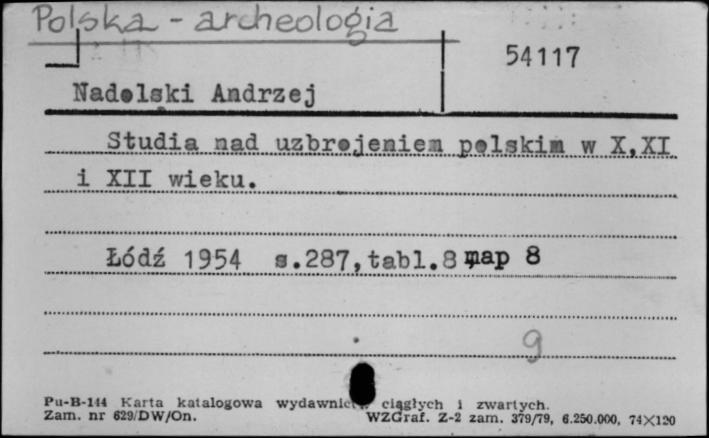 Polska - archeologia
54117
Nadolski Andrzej
Studia nad uzbrojeniem polskim w X,XI
i XII wieku.
Łódź 1954 s.287,tabl.8 map 8
9
Pu-B-144 Karta katalogowa wydawnictw ciągłych i zwartych.
Zam. nr 629/DW/On. WZGraf. Z-2 zam. 379/79, 6.250.000, 74×120